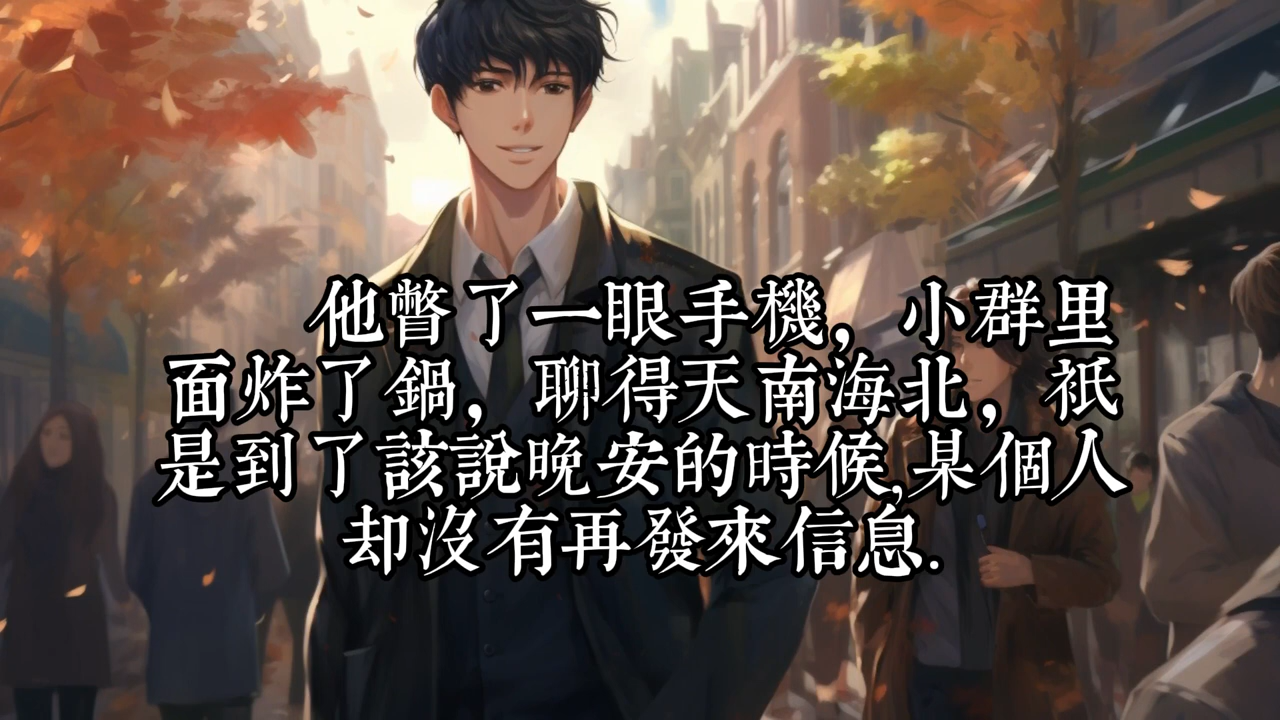 他瞥了一眼手機，小群里
面炸了鍋，聊得天南海北，祇
是到了該說晚安的時候,某個人
却沒有再發來信息.